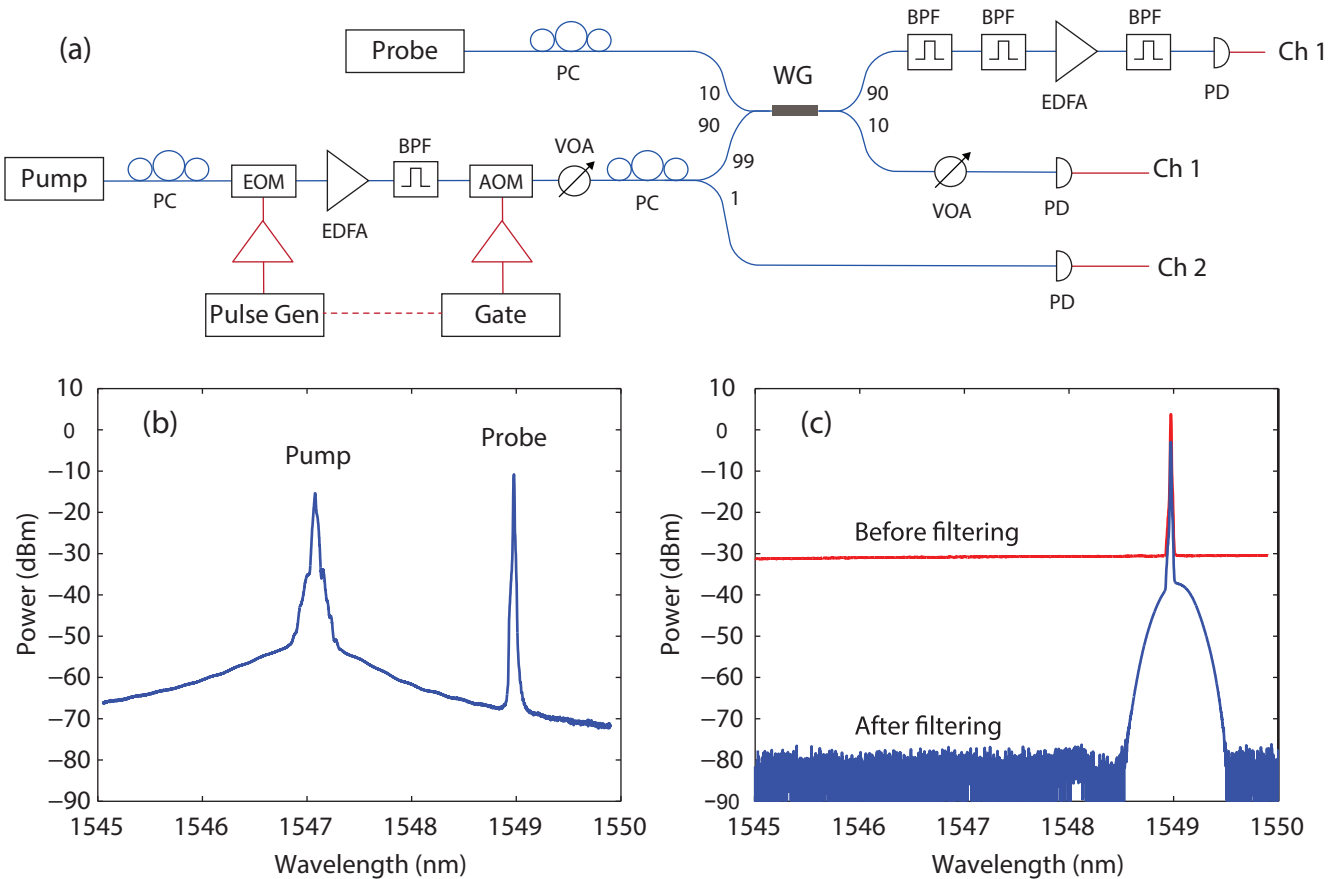 (a)
Probe
PC
10
90
WG
90
10
BPF
BPF
EDFA
BPF
PD
Ch 1
Pump
PC
EOM
EDFA
BPF
AOM
VOA
PC
99
1
VOA
PD
Ch 1
PD
Ch 2
Pulse Gen
Gate
(b)
Pump
Probe
10
0
−10
−20
−30
−40
−50
−60
−70
−80
−90
Power (dBm)
1545
1546
1547
1548
1549
1550
Wavelength (nm)
(c)
Before filtering
After filtering
10
0
−10
−20
−30
−40
−50
−60
−70
−80
−90
Power (dBm)
1545
1546
1547
1548
1549
1550
Wavelength (nm)